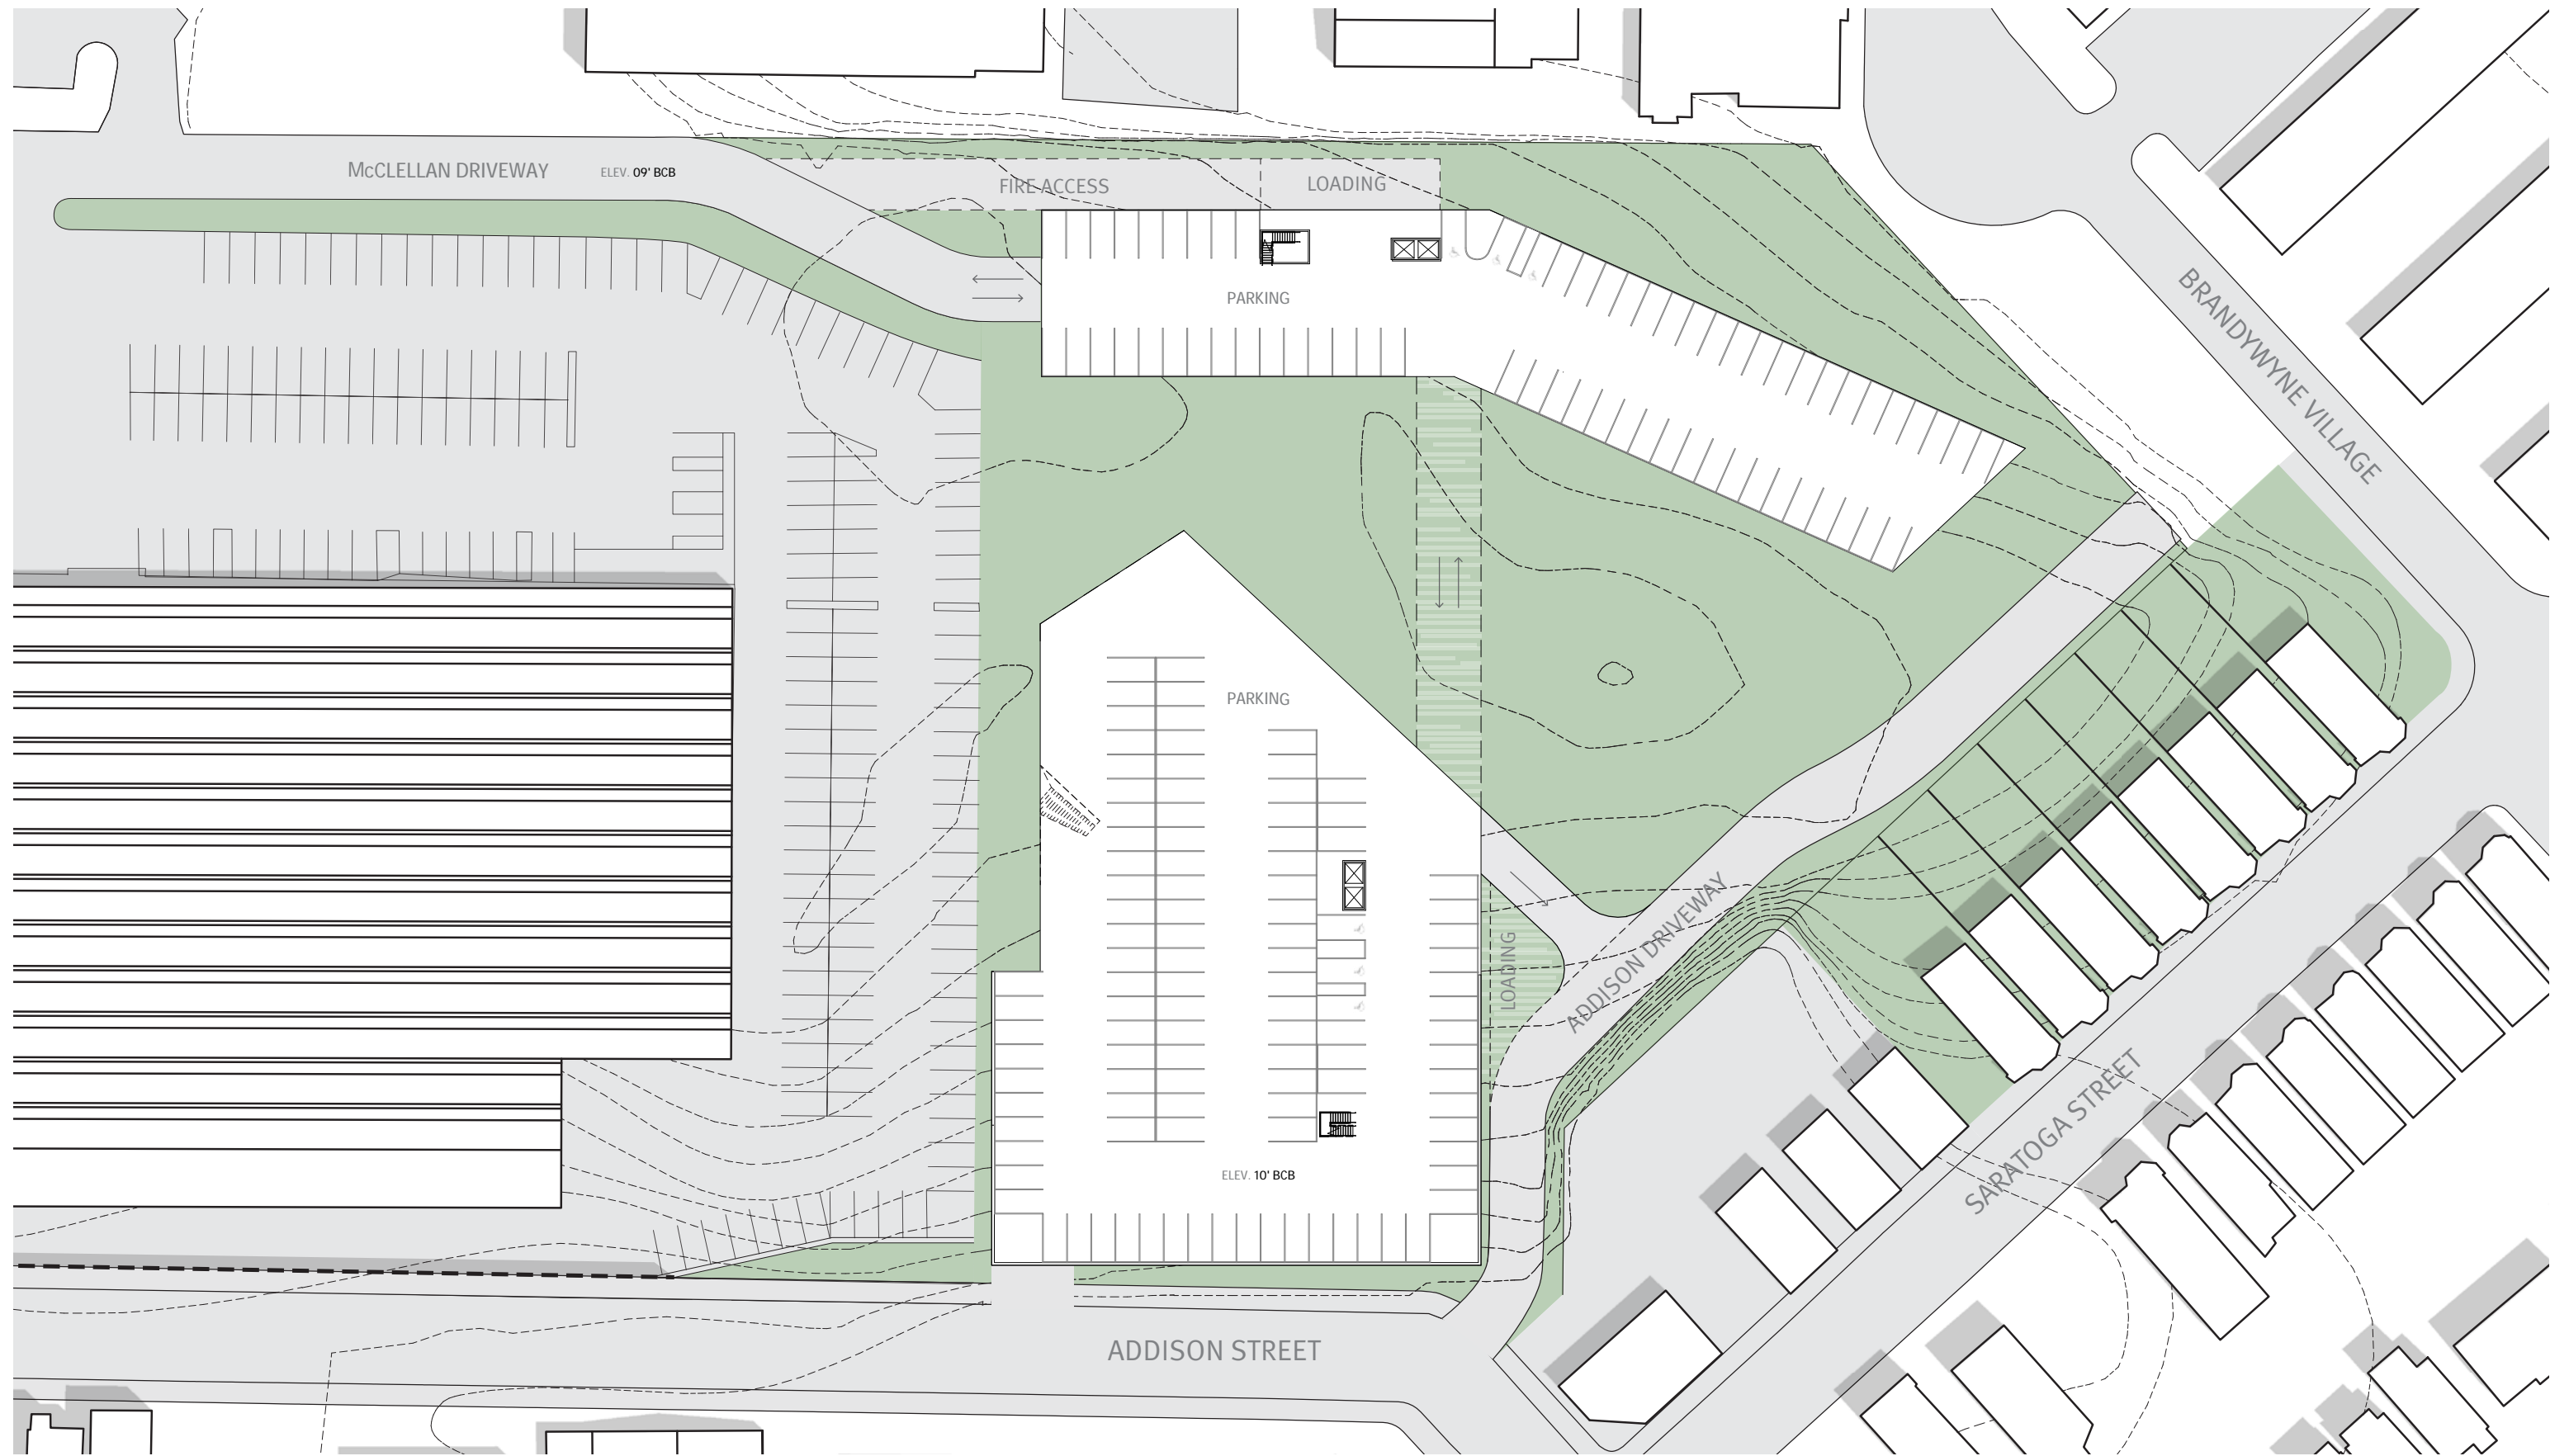 McCLELLAN DRIVEWAY
ELEV. 09' BCB
FIRE ACCESS
LOADING
PARKING
BRANDYWYNE VILLAGE
PARKING
LOADING
ADDISON DRIVEWAY
SARATOGA STREET
ELEV. 10' BCB
ADDISON STREET